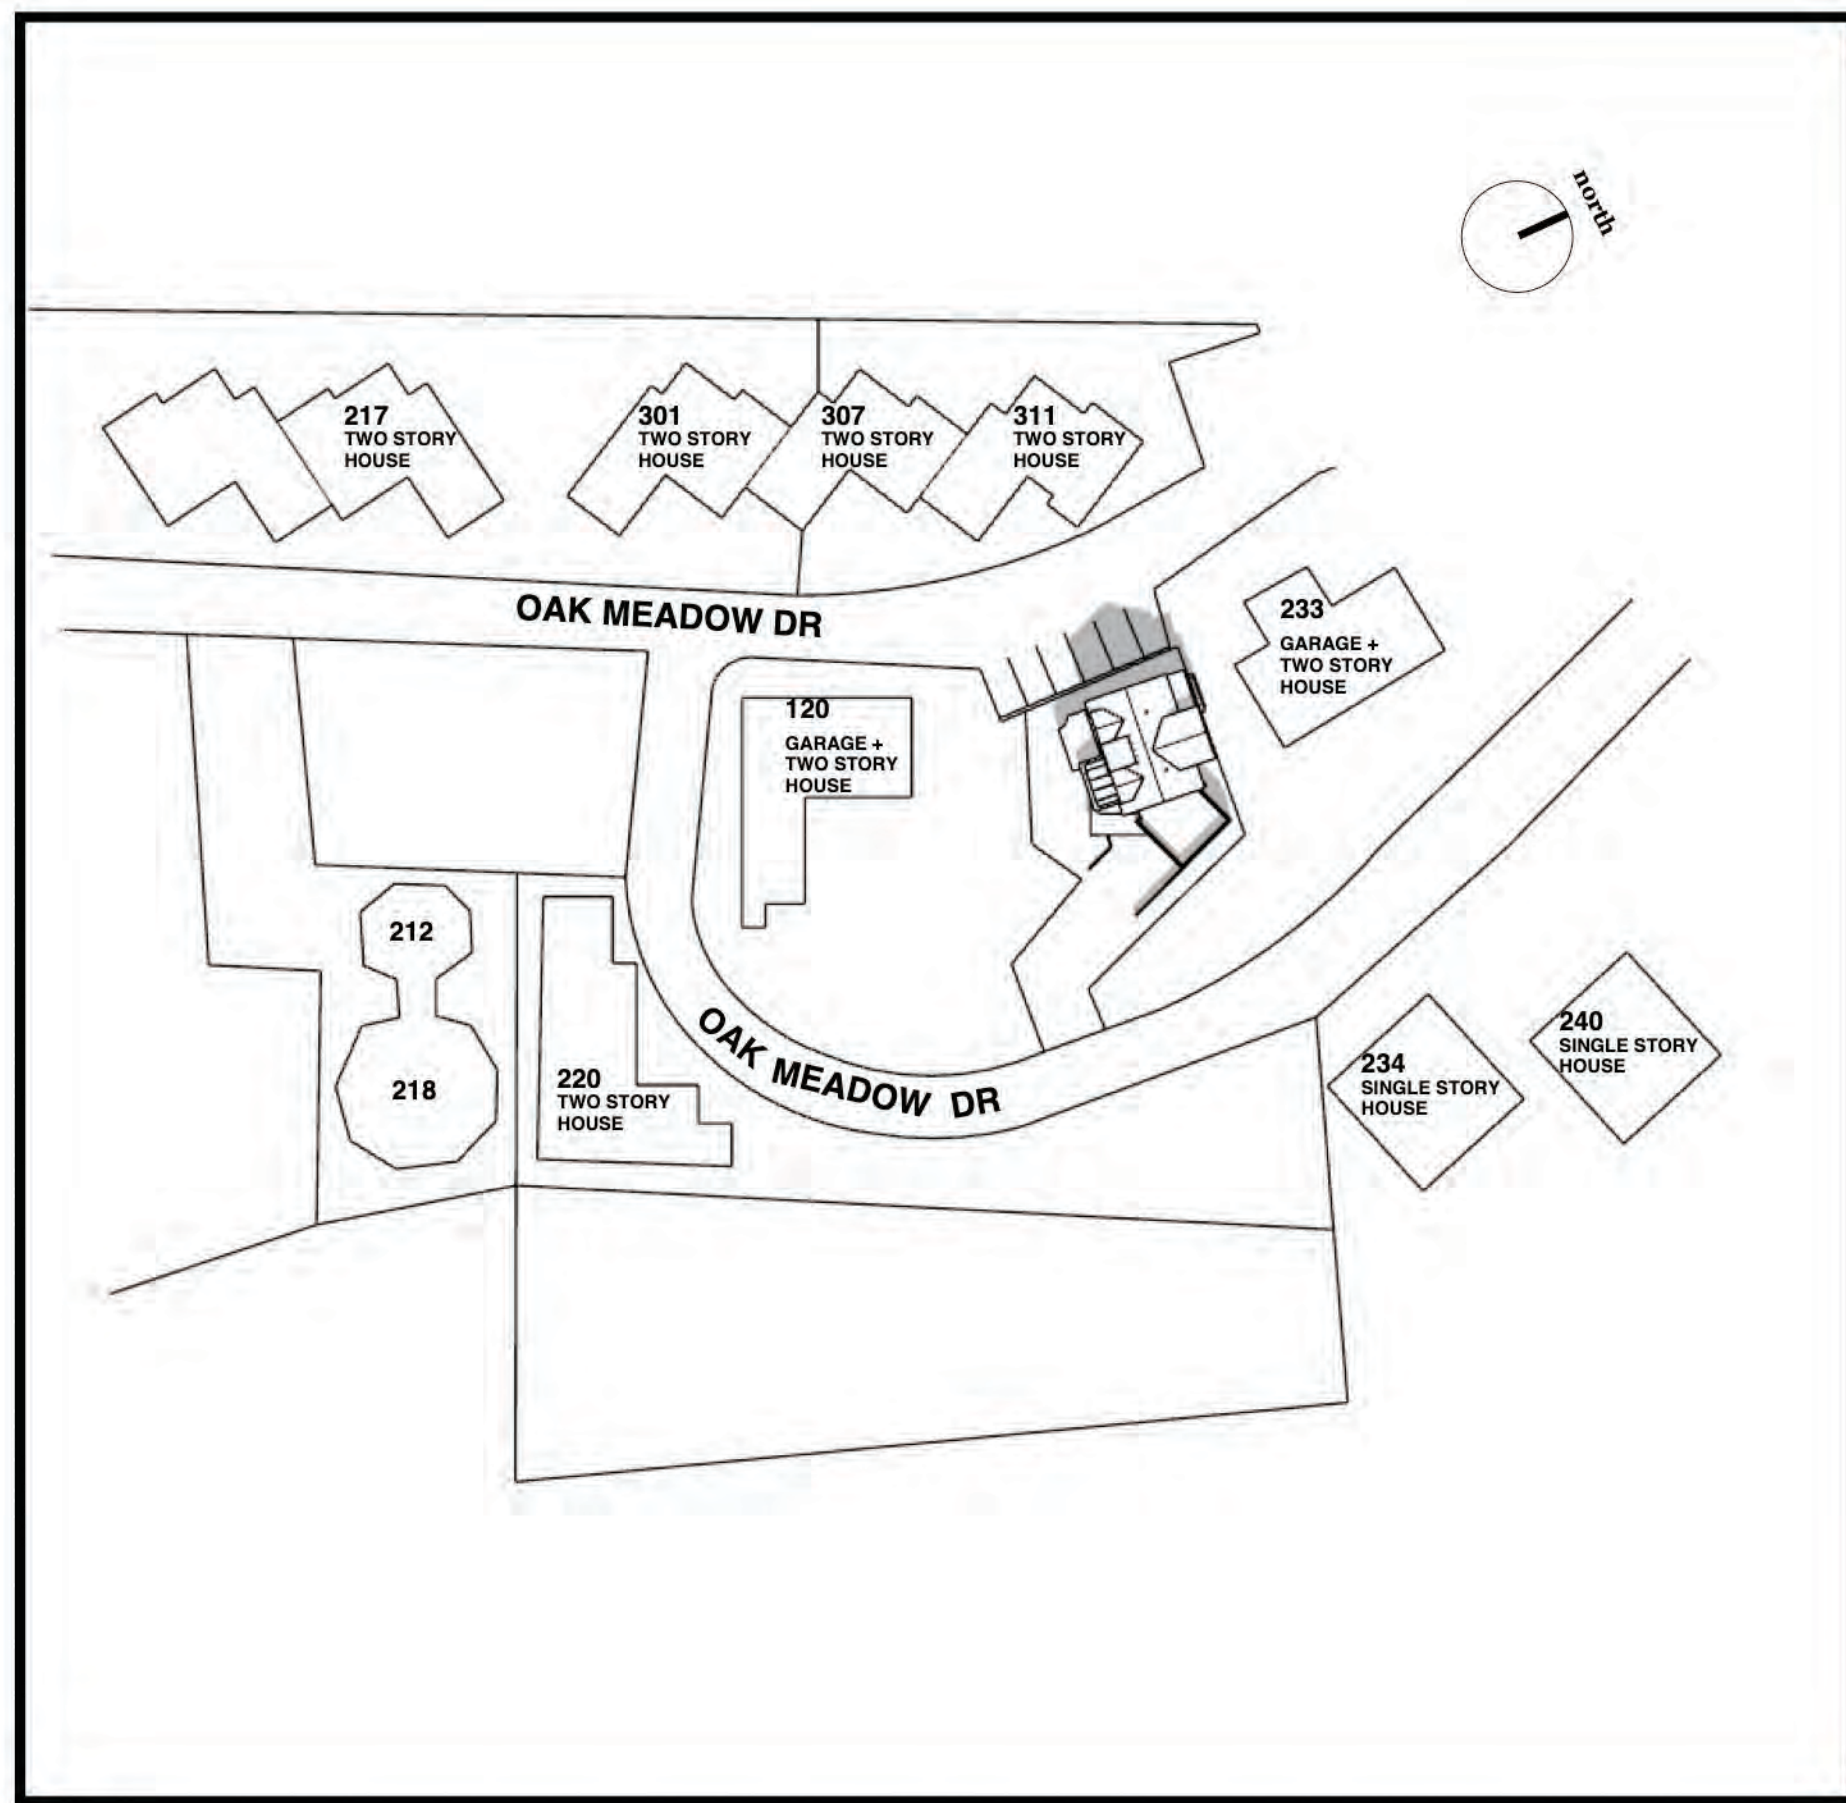 north
217
TWO STORY
HOUSE
301
TWO STORY
HOUSE
307
TWO STORY
HOUSE
311
TWO STORY
HOUSE
OAK MEADOW DR
233
GARAGE +
TWO STORY
HOUSE
120
GARAGE +
TWO STORY
HOUSE
212
218
220
TWO STORY
HOUSE
OAK MEADOW DR
234
SINGLE STORY
HOUSE
240
SINGLE STORY
HOUSE